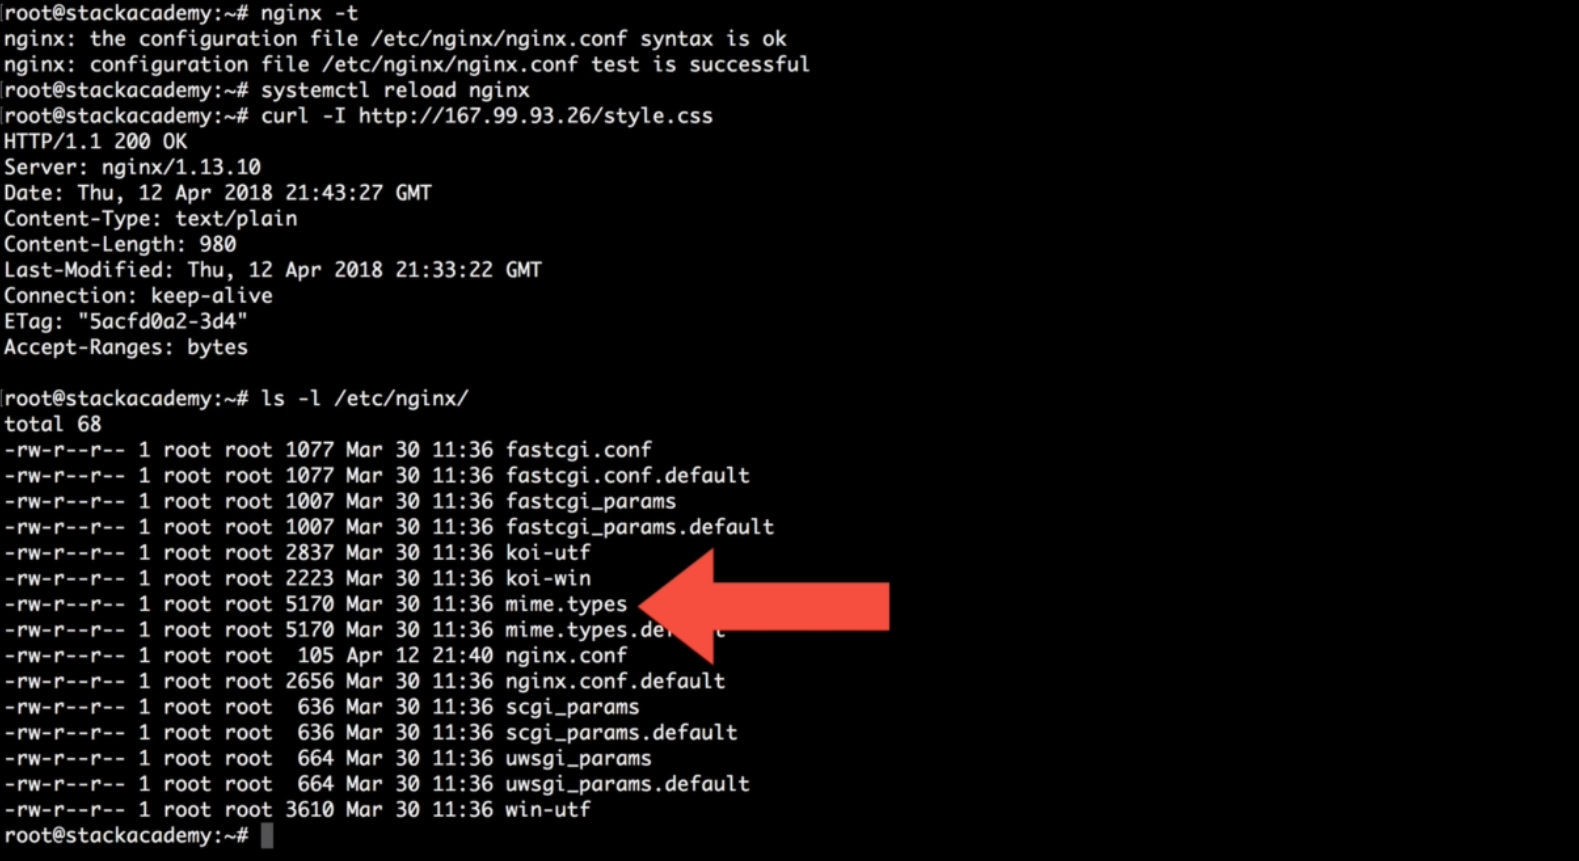 root@stackacademy:~# nginx -t
nginx: the configuration file /etc/nginx/nginx.conf syntax is ok
nginx: configuration file /etc/nginx/nginx.conf test is successful
root@stackacademy:~# systemctl reload nginx
root@stackacademy:~# curl -I http://167.99.93.26/style.css
HTTP/1.1 200 OK
Server: nginx/1.13.10
Date: Thu, 12 Apr 2018 21:43:27 GMT
Content-Type: text/plain
Content-Length: 980
Last-Modified: Thu, 12 Apr 2018 21:33:22 GMT
Connection: keep-alive
ETag: "5acfd0a2-3d4"
Accept-Ranges: bytes
root@stackacademy:~# ls -l /etc/nginx/
total 68
-rw-r--r-- 1 root root 1077 Mar 30 11:36 fastcgi.conf
-rw-r--r-- 1 root root 1077 Mar 30 11:36 fastcgi.conf.default
-rw-r--r-- 1 root root 1007 Mar 30 11:36 fastcgi_params
-rw-r--r-- 1 root root 1007 Mar 30 11:36 fastcgi_params.default
-rw-r--r-- 1 root root 2837 Mar 30 11:36 koi-utf
-rw-r--r-- 1 root root 2223 Mar 30 11:36 koi-win
-rw-r--r-- 1 root root 5170 Mar 30 11:36 mime.types
-rw-r--r-- 1 root root 5170 Mar 30 11:36
-rw-r--r-- 1 root root 105 Apr 12 21:40 nginx.conf
-rw-r--r-- 1 root root 2656 Mar 30 11:36 nginx.conf.default
-rw-r--r-- 1 root root 636 Mar 30 11:36 scgi_params
-rw-r--r-- 1 root root 636 Mar 30 11:36 scgi_params.default
-rw-r--r-- 1 root root 664 Mar 30 11:36 uwsgi_params
-rw-r--r-- 1 root root 664 Mar 30 11:36 uwsgi_params.default
-rw-r--r-- 1 root root 3610 Mar 30 11:36 win-utf
root@stackacademy:~#